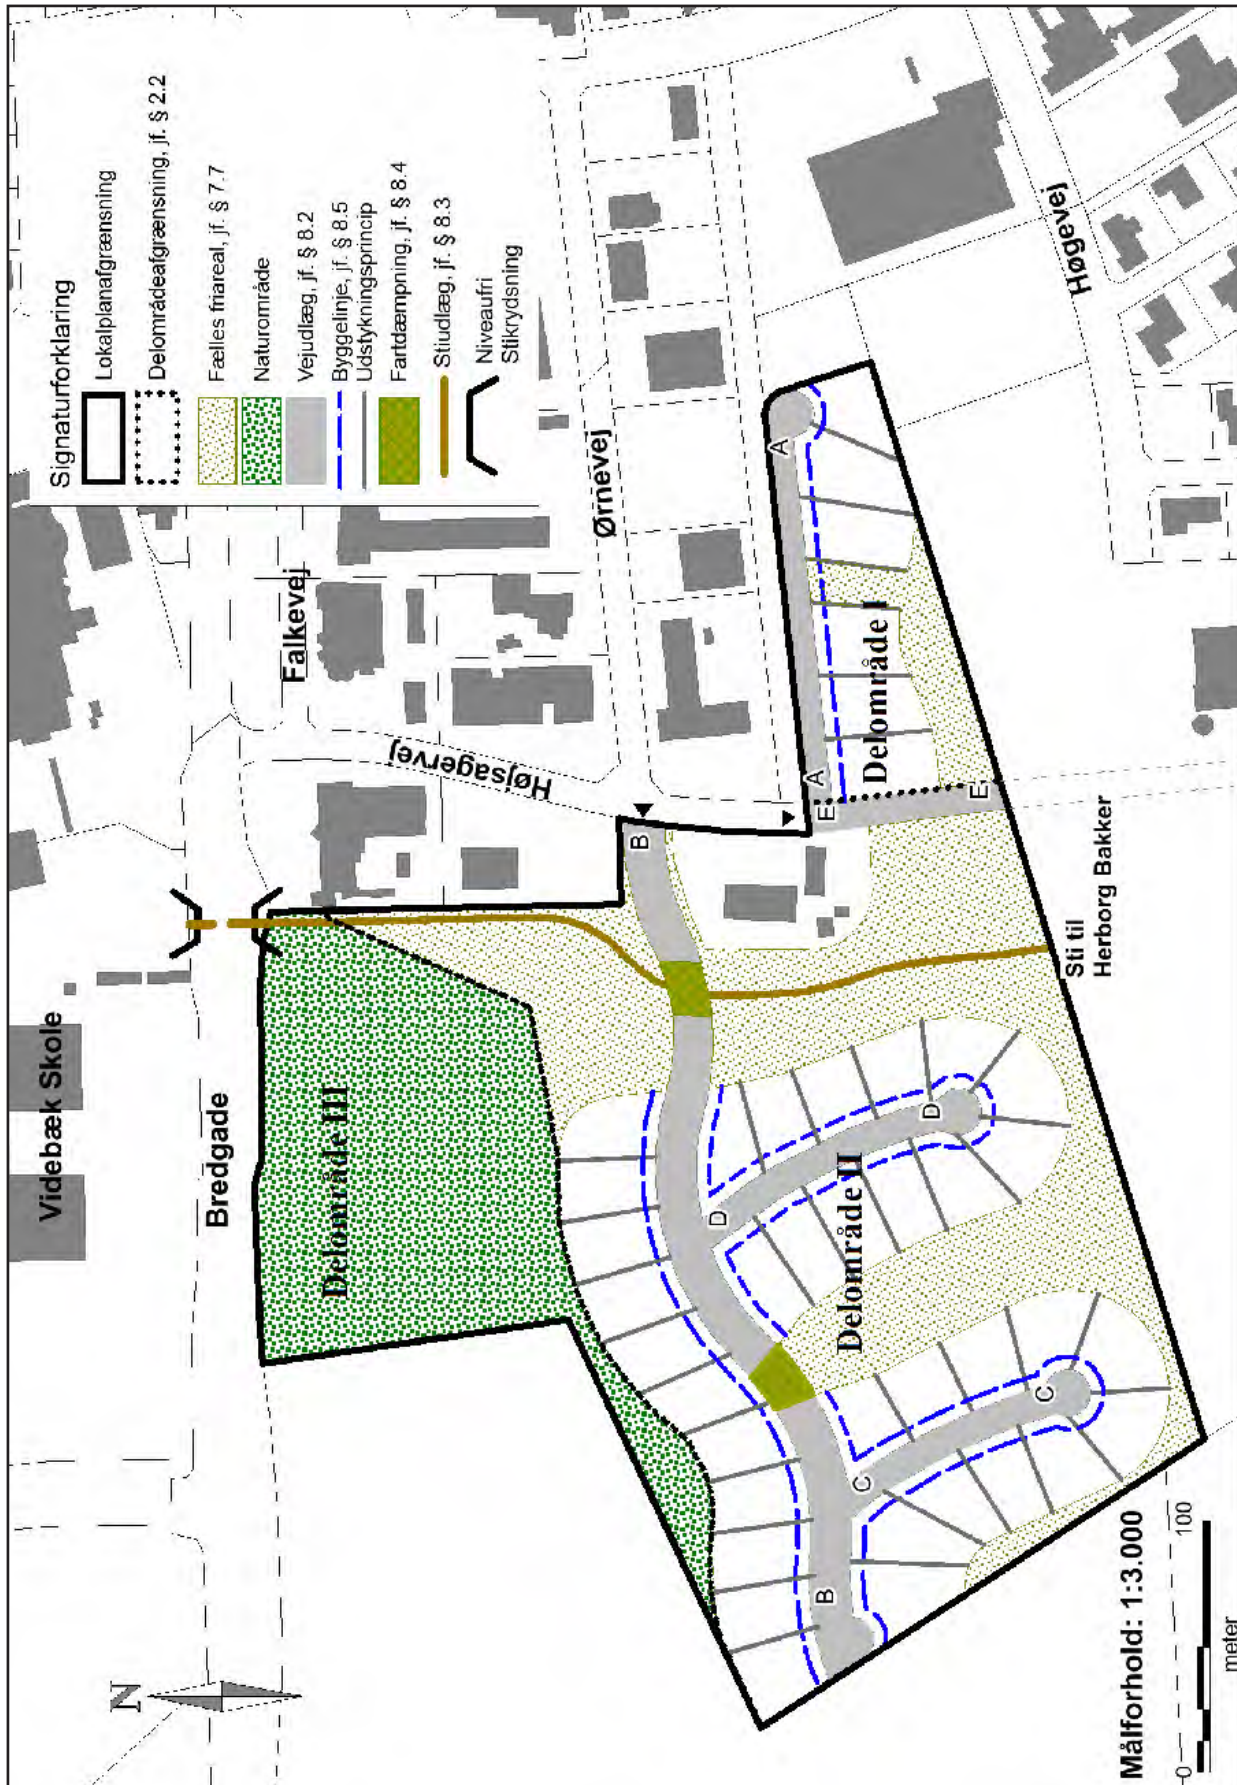 N
Videbæk Skole
Bredgade
Falkevej
Højsagervej
Ørnevej
Høgevej
Delområde III
Delområde II
Delområde I
B
B
A
A
E
E
D
D
C
C
Sti til
Herborg Bakker
Signaturforklaring
Lokalplanafgrænsning
Delområdeafgrænsning, jf. § 2.2
Fælles friareal, jf. § 7.7
Naturområde
Vejudlæg, jf. § 8.2
Byggelinje, jf. § 8.5
Udstykningsprincip
Fartdæmpning, jf. § 8.4
Stiudlæg, jf. § 8.3
Niveaufri
Stikrydsning
Målforhold: 1:3.000
0 100
meter